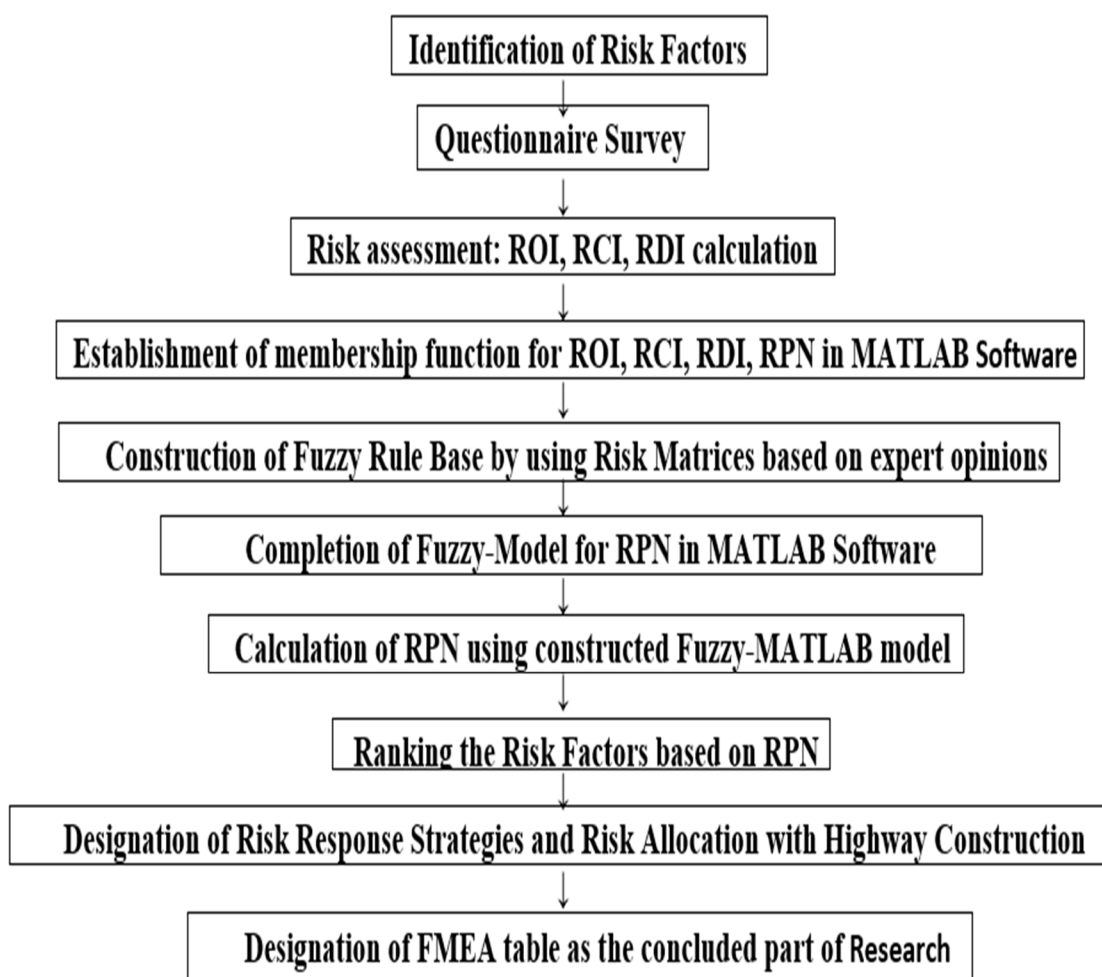 Identification of Risk Factors
Questionnaire Survey
Risk assessment: ROI, RCI, RDI calculation
Establishment of membership function for ROI, RCI, RDI, RPN in MATLAB Software
Construction of Fuzzy Rule Base by using Risk Matrices based on expert opinions
Completion of Fuzzy-Model for RPN in MATLAB Software
Calculation of RPN using constructed Fuzzy-MATLAB model
Ranking the Risk Factors based on RPN
Designation of Risk Response Strategies and Risk Allocation with Highway Construction
Designation of FMEA table as the concluded part of Research